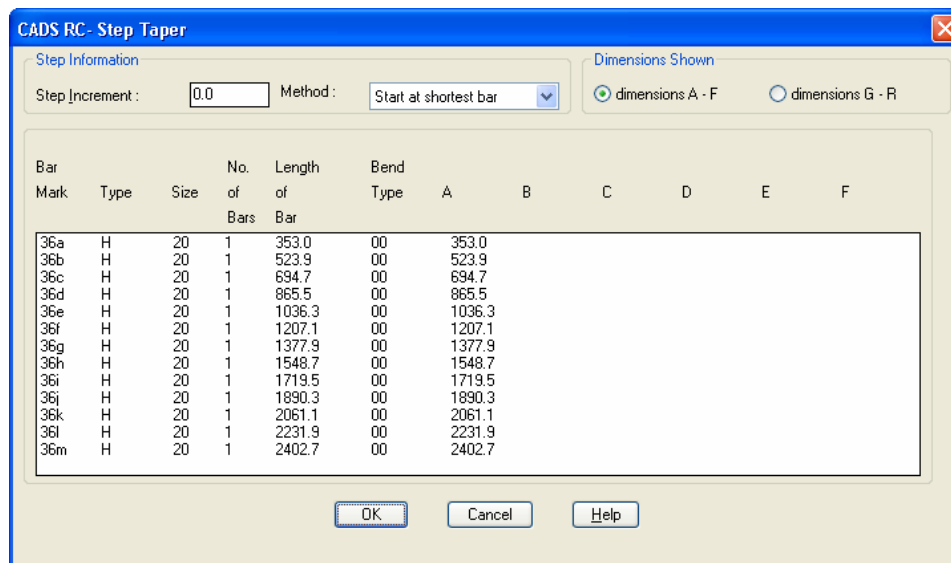 CADS RC- Step Taper
Step Information
Dimensions Shown
Step Increment : 0.0 Method : Start at shortest bar
dimensions A - F dimensions G - R
Bar No. Length Bend
Mark Type Size of of Type A B C D E F
Bars Bar
36a H 20 1 353.0 00 353.0
36b H 20 1 523.9 00 523.9
36c H 20 1 694.7 00 694.7
36d H 20 1 865.5 00 865.5
36e H 20 1 1036.3 00 1036.3
36f H 20 1 1207.1 00 1207.1
36g H 20 1 1377.9 00 1377.9
36h H 20 1 1548.7 00 1548.7
36i H 20 1 1719.5 00 1719.5
36j H 20 1 1890.3 00 1890.3
36k H 20 1 2061.1 00 2061.1
36l H 20 1 2231.9 00 2231.9
36m H 20 1 2402.7 00 2402.7
OK Cancel Help